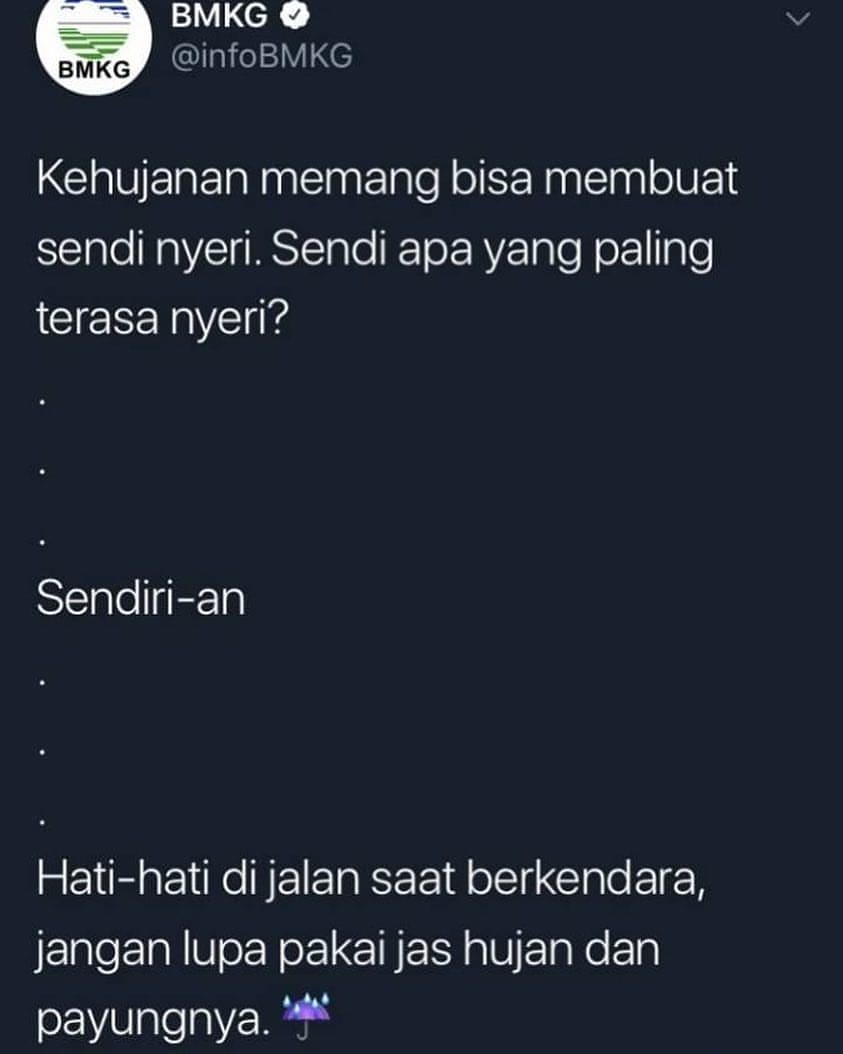 BMKG
@infoBMKG
BMKG
Kehujanan memang bisa membuat
sendi nyeri. Sendi apa yang paling
terasa nyeri?
.
.
.
Sendiri-an
.
.
.
Hati-hati di jalan saat berkendara,
jangan lupa pakai jas hujan dan
payungnya. ☔